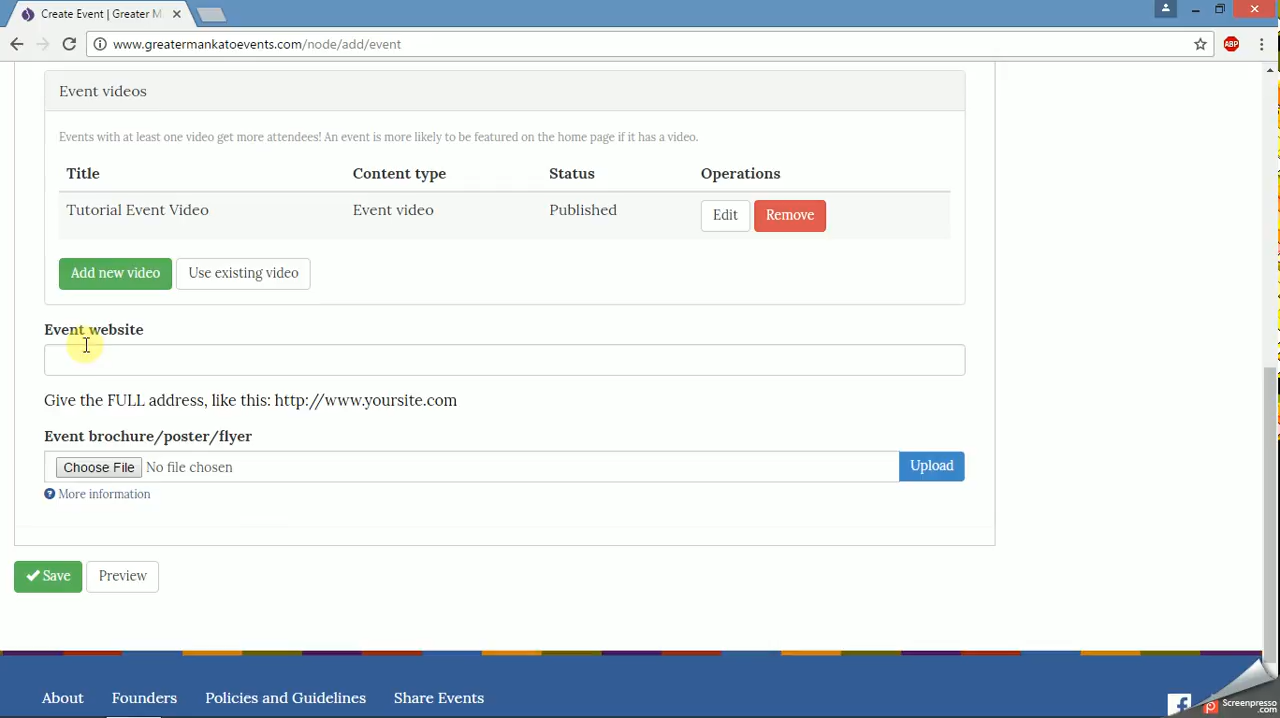 Create Event | Greater M
www.greatermankatoevents.com/node/add/event
ABP
Event videos
Events with at least one video get more attendees! An event is more likely to be featured on the home page if it has a video.
Title Content type Status Operations
Tutorial Event Video Event video Published Edit Remove
Add new video Use existing video
Event website
Give the FULL address, like this: http://www.yoursite.com
Event brochure/poster/flyer
Choose File No file chosen Upload
More information
Save Preview
About Founders Policies and Guidelines Share Events
Screenpresso
.com